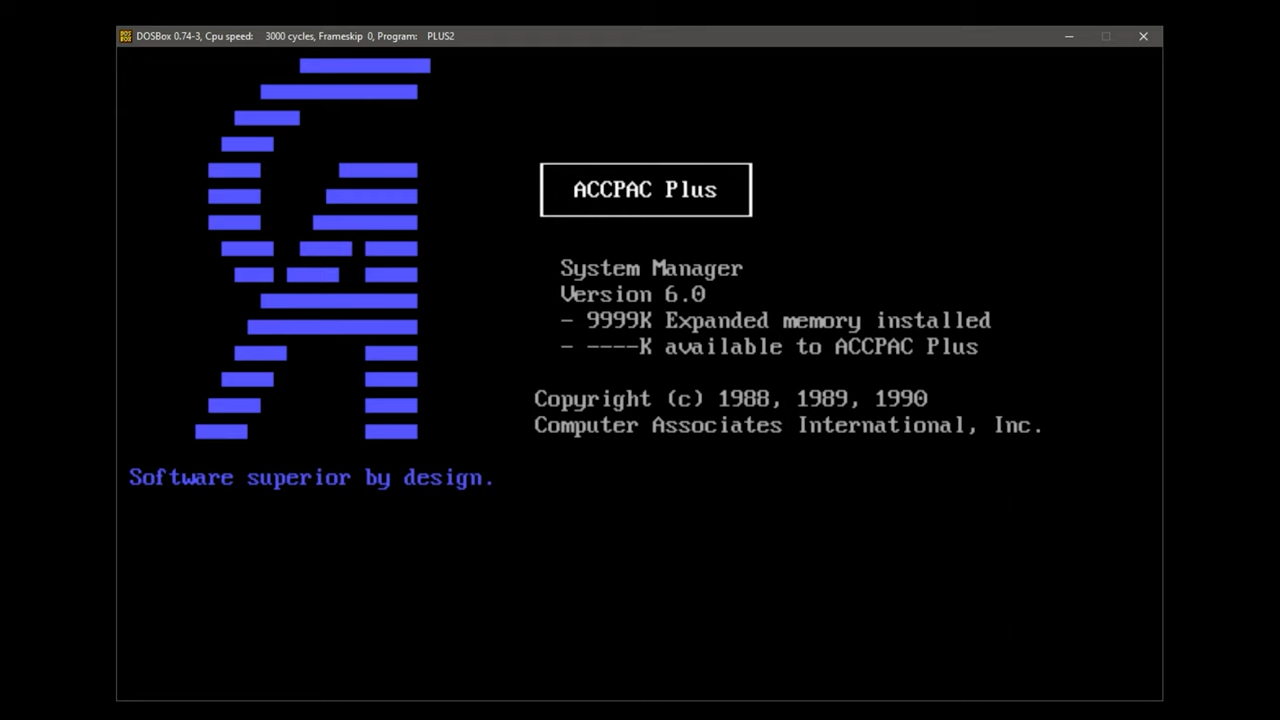 DOSBox 0.74-3, Cpu speed: 3000 cycles, Frameskip 0, Program: PLUS2
ACCPAC Plus
System Manager
Version 6.0
- 9999K Expanded memory installed
- ----K available to ACCPAC Plus
Copyright (c) 1988, 1989, 1990
Computer Associates International, Inc.
Software superior by design.